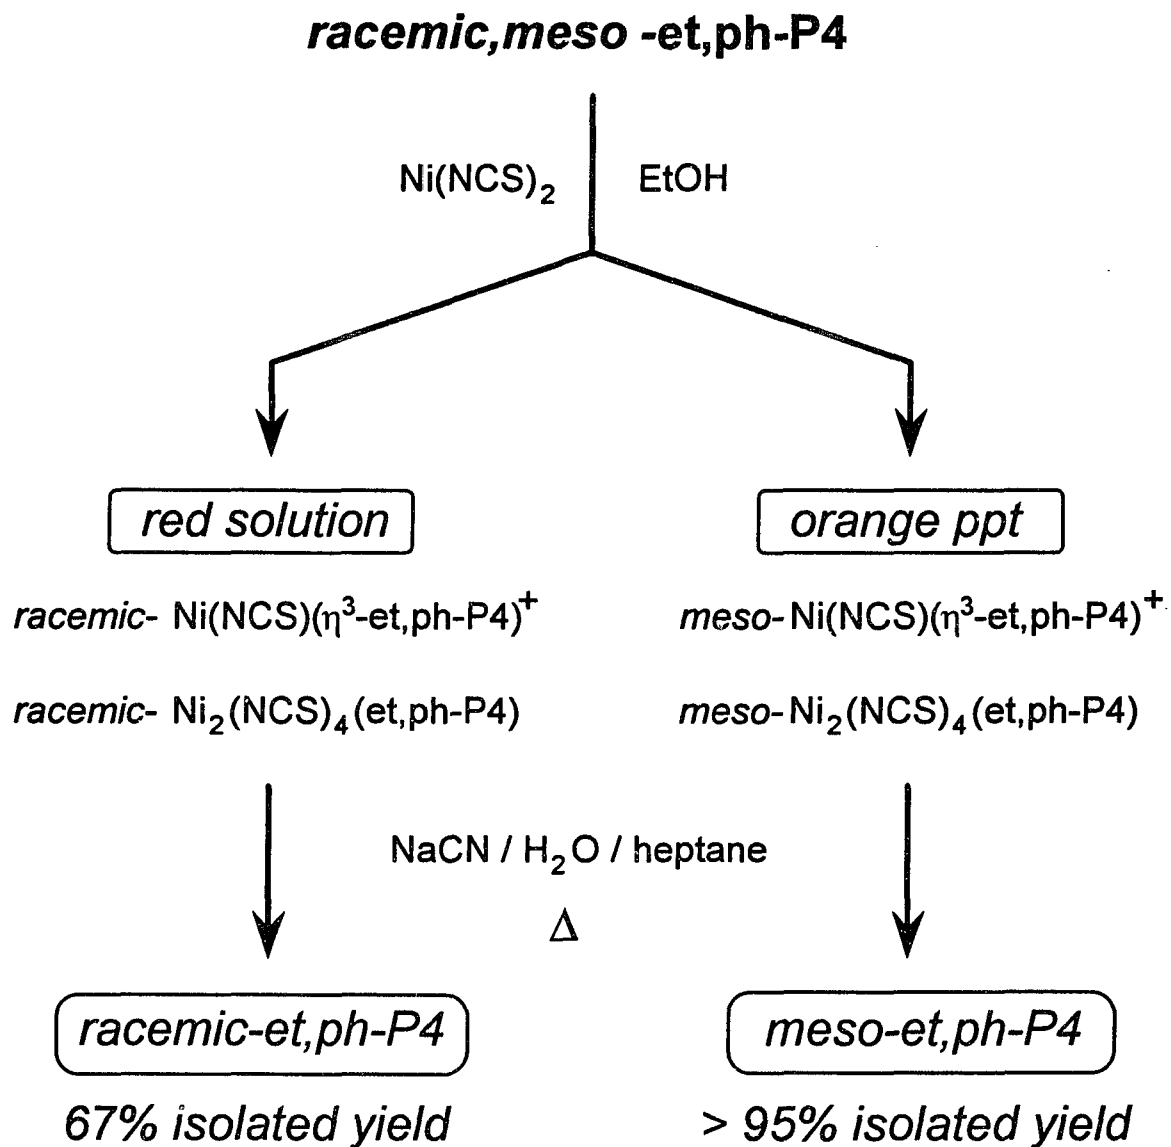 racemic,meso -et,ph-P4
Ni(NCS)₂ EtOH
red solution
orange ppt
racemic- Ni(NCS)(η³-et,ph-P4)⁺
meso- Ni(NCS)(η³-et,ph-P4)⁺
racemic- Ni₂(NCS)₄(et,ph-P4)
meso- Ni₂(NCS)₄(et,ph-P4)
NaCN / H₂O / heptane
Δ
racemic-et,ph-P4
meso-et,ph-P4
67% isolated yield
> 95% isolated yield